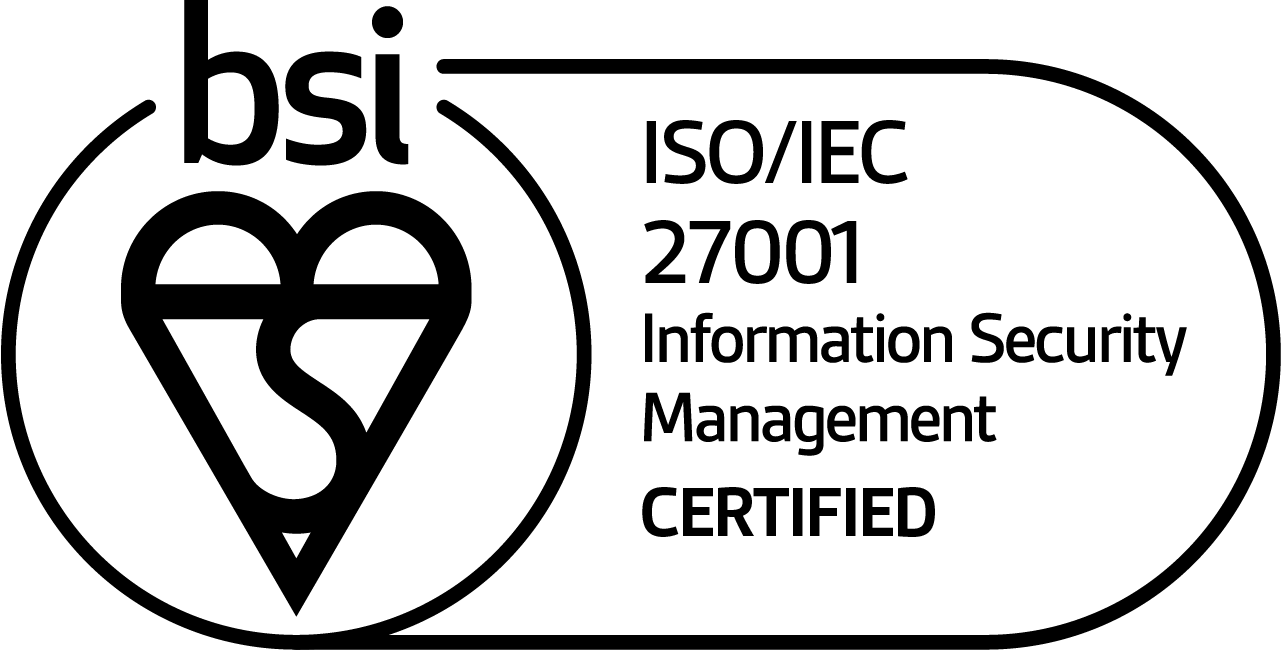 bsi
ISO/IEC
27001
Information Security
Management
CERTIFIED